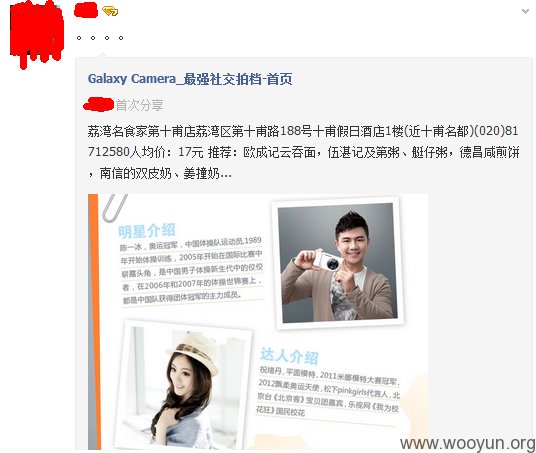 。。。。
Galaxy Camera_最强社交拍档-首页
首次分享
荔湾名食家第十甫店荔湾区第十甫路188号十甫假日酒店1楼(近十甫名都)(020)81
712580人均价：17元 推荐：欧成记云吞面，伍湛记及第粥、艇仔粥，德昌咸煎饼
，南信的双皮奶、姜撞奶...
明星介绍
陈一冰，奥运冠军，中国体操队运动员,1989
年开始体操训练，2005年开始在国际比赛中
崭露头角，是中国男子体操新生代中的佼佼
者，在2006年和2007年的体操世锦赛上，
都是中国队获得团体冠军的主力成员。
达人介绍
祝绪丹，平面模特，2011米娜模特大赛冠军，
2012飘柔奥运天使，松下pinkgirls代言人，北
京台《北京客》宝贝团嘉宾，乐视网《我为校
花狂》国民校花
www.wooyun.org